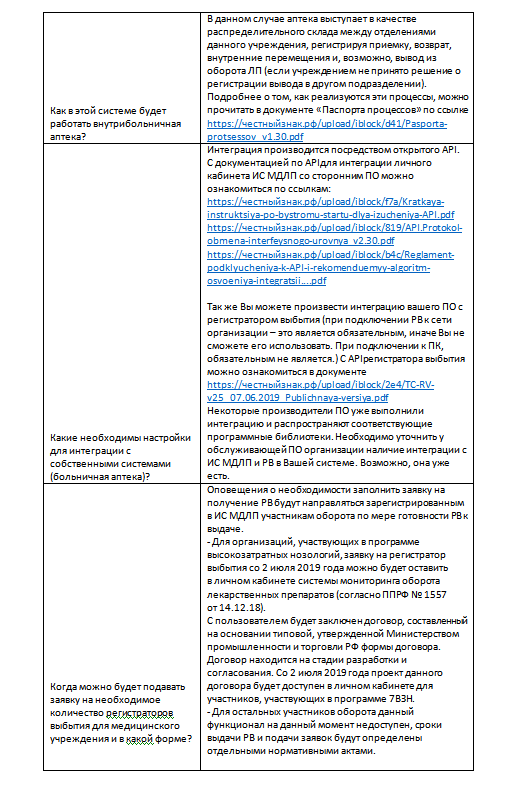 В данном случае аптека выступает в качестве
распределительного склада между отделениями
данного учреждения, регистрируя приемку, возврат,
внутренние перемещения и, возможно, вывод из
оборота ЛП (если учреждением не принято решение о
регистрации вывода в другом подразделении).
Подробнее о том, как реализуются эти процессы, можно
прочитать в документе «Паспорта процессов» по ссылке
Как в этой системе будет
работать внутрибольничная
аптека?
https://честныйзнак.рф/upload/iblock/d41/Pasporta-
protsessov_v1.30.pdf
Интеграция производится посредством открытого API.
С документацией по APIдля интеграции личного
кабинета ИС МДЛП со сторонним ПО можно
ознакомиться по ссылкам:
https://честныйзнак.рф/upload/iblock/f7a/Kratkaya-
instruktsiya-po-bystromu-startu-dlya-izucheniya-API.pdf
https://честныйзнак.рф/upload/iblock/819/API.Protokol-
obmena-interfeysnogo-urovnya_v2.30.pdf
https://честныйзнак.рф/upload/iblock/b4c/Reglament-
podklyucheniya-k-API-i-rekomenduemyy-algoritm-
osvoeniya-integratsii....pdf
Так же Вы можете произвести интеграцию вашего ПО с
регистратором выбытия (при подключении РВ к сети
организации – это является обязательным, иначе Вы не
сможете его использовать. При подключении к ПК,
обязательным не является.) С APIрегистратора выбытия
можно ознакомиться в документе
https://честныйзнак.рф/upload/iblock/2e4/TC-RV-
v25_07.06.2019_Publichnaya-versiya.pdf
Некоторые производители ПО уже выполнили
интеграцию и распространяют соответствующие
программные библиотеки. Необходимо уточнить у
обслуживающей ПО организации наличие интеграции с
ИС МДЛП и РВ в Вашей системе. Возможно, она уже
есть.
Какие необходимы настройки
для интеграции с
собственными системами
(больничная аптека)?
Оповещения о необходимости заполнить заявку на
получение РВ будут направляться зарегистрированным
в ИС МДЛП участникам оборота по мере готовности РВ к
выдаче.
- Для организаций, участвующих в программе
высокозатратных нозологий, заявку на регистратор
выбытия со 2 июля 2019 года можно будет оставить
в личном кабинете системы мониторинга оборота
лекарственных препаратов (согласно ППРФ № 1557
от 14.12.18).
С пользователем будет заключен договор, составленный
на основании типовой, утвержденной Министерством
промышленности и торговли РФ формы договора.
Договор находится на стадии разработки и
согласования. Со 2 июля 2019 года проект данного
договора будет доступен в личном кабинете для
участников, участвующих в программе 7ВЗН.
- Для остальных участников оборота данный
функционал на данный момент недоступен, сроки
выдачи РВ и подачи заявок будут определены
отдельными нормативными актами.
Когда можно будет подавать
заявку на необходимое
количество регистраторов
выбытия для медицинского
учреждения и в какой форме?